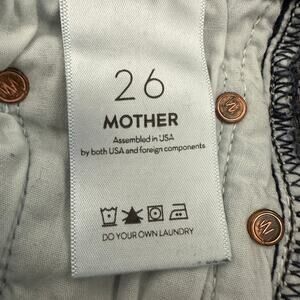 26
MOTHER
Assembled in USA
by both USA and foreign components
DO YOUR OWN LAUNDRY